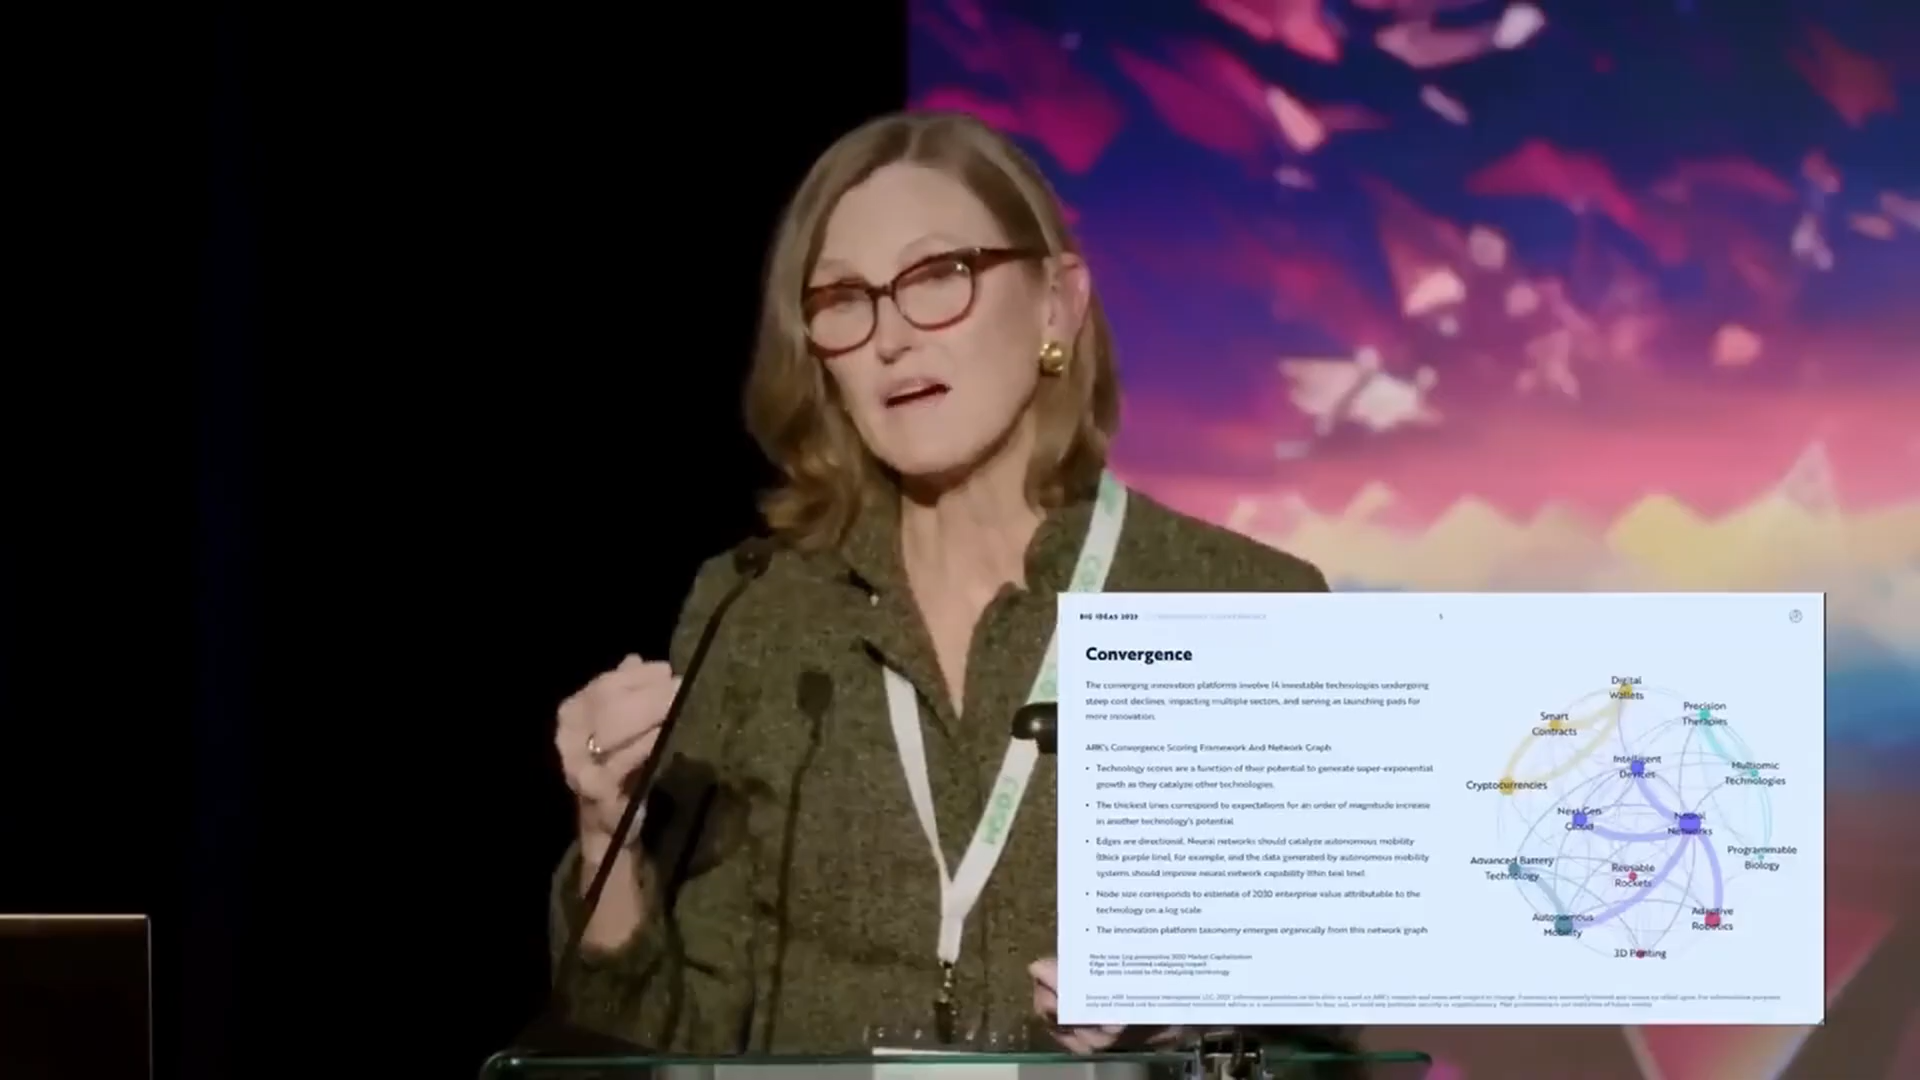 BIG IDEAS 2023
5
Convergence
The converging innovation platforms involve 14 investable technologies undergoing
steep cost declines, impacting multiple sectors, and serving as launching pads for
more innovation.
ARK's Convergence Scoring Framework And Network Graph
• Technology scores are a function of their potential to generate super-exponential
growth as they catalyze other technologies.
• The thickest lines correspond to expectations for an order of magnitude increase
in another technology's potential
• Edges are directional. Neural networks should catalyze autonomous mobility
(thick purple line), for example, and the data generated by autonomous mobility
systems should improve neural network capability (thin teal line)
• Node size corresponds to estimate of 2030 enterprise value attributable to the
technology on a log scale
• The innovation platform taxonomy emerges organically from this network graph
Digital
Wallets
Precision
Therapies
Smart
Contracts
Intelligent
Devices
Multiomic
Technologies
Cryptocurrencies
Next Gen
Cloud
Neural
Networks
Programmable
Biology
Advanced Battery
Technology
Reusable
Rockets
Autonomous
Mobility
Adaptive
Robotics
3D Printing